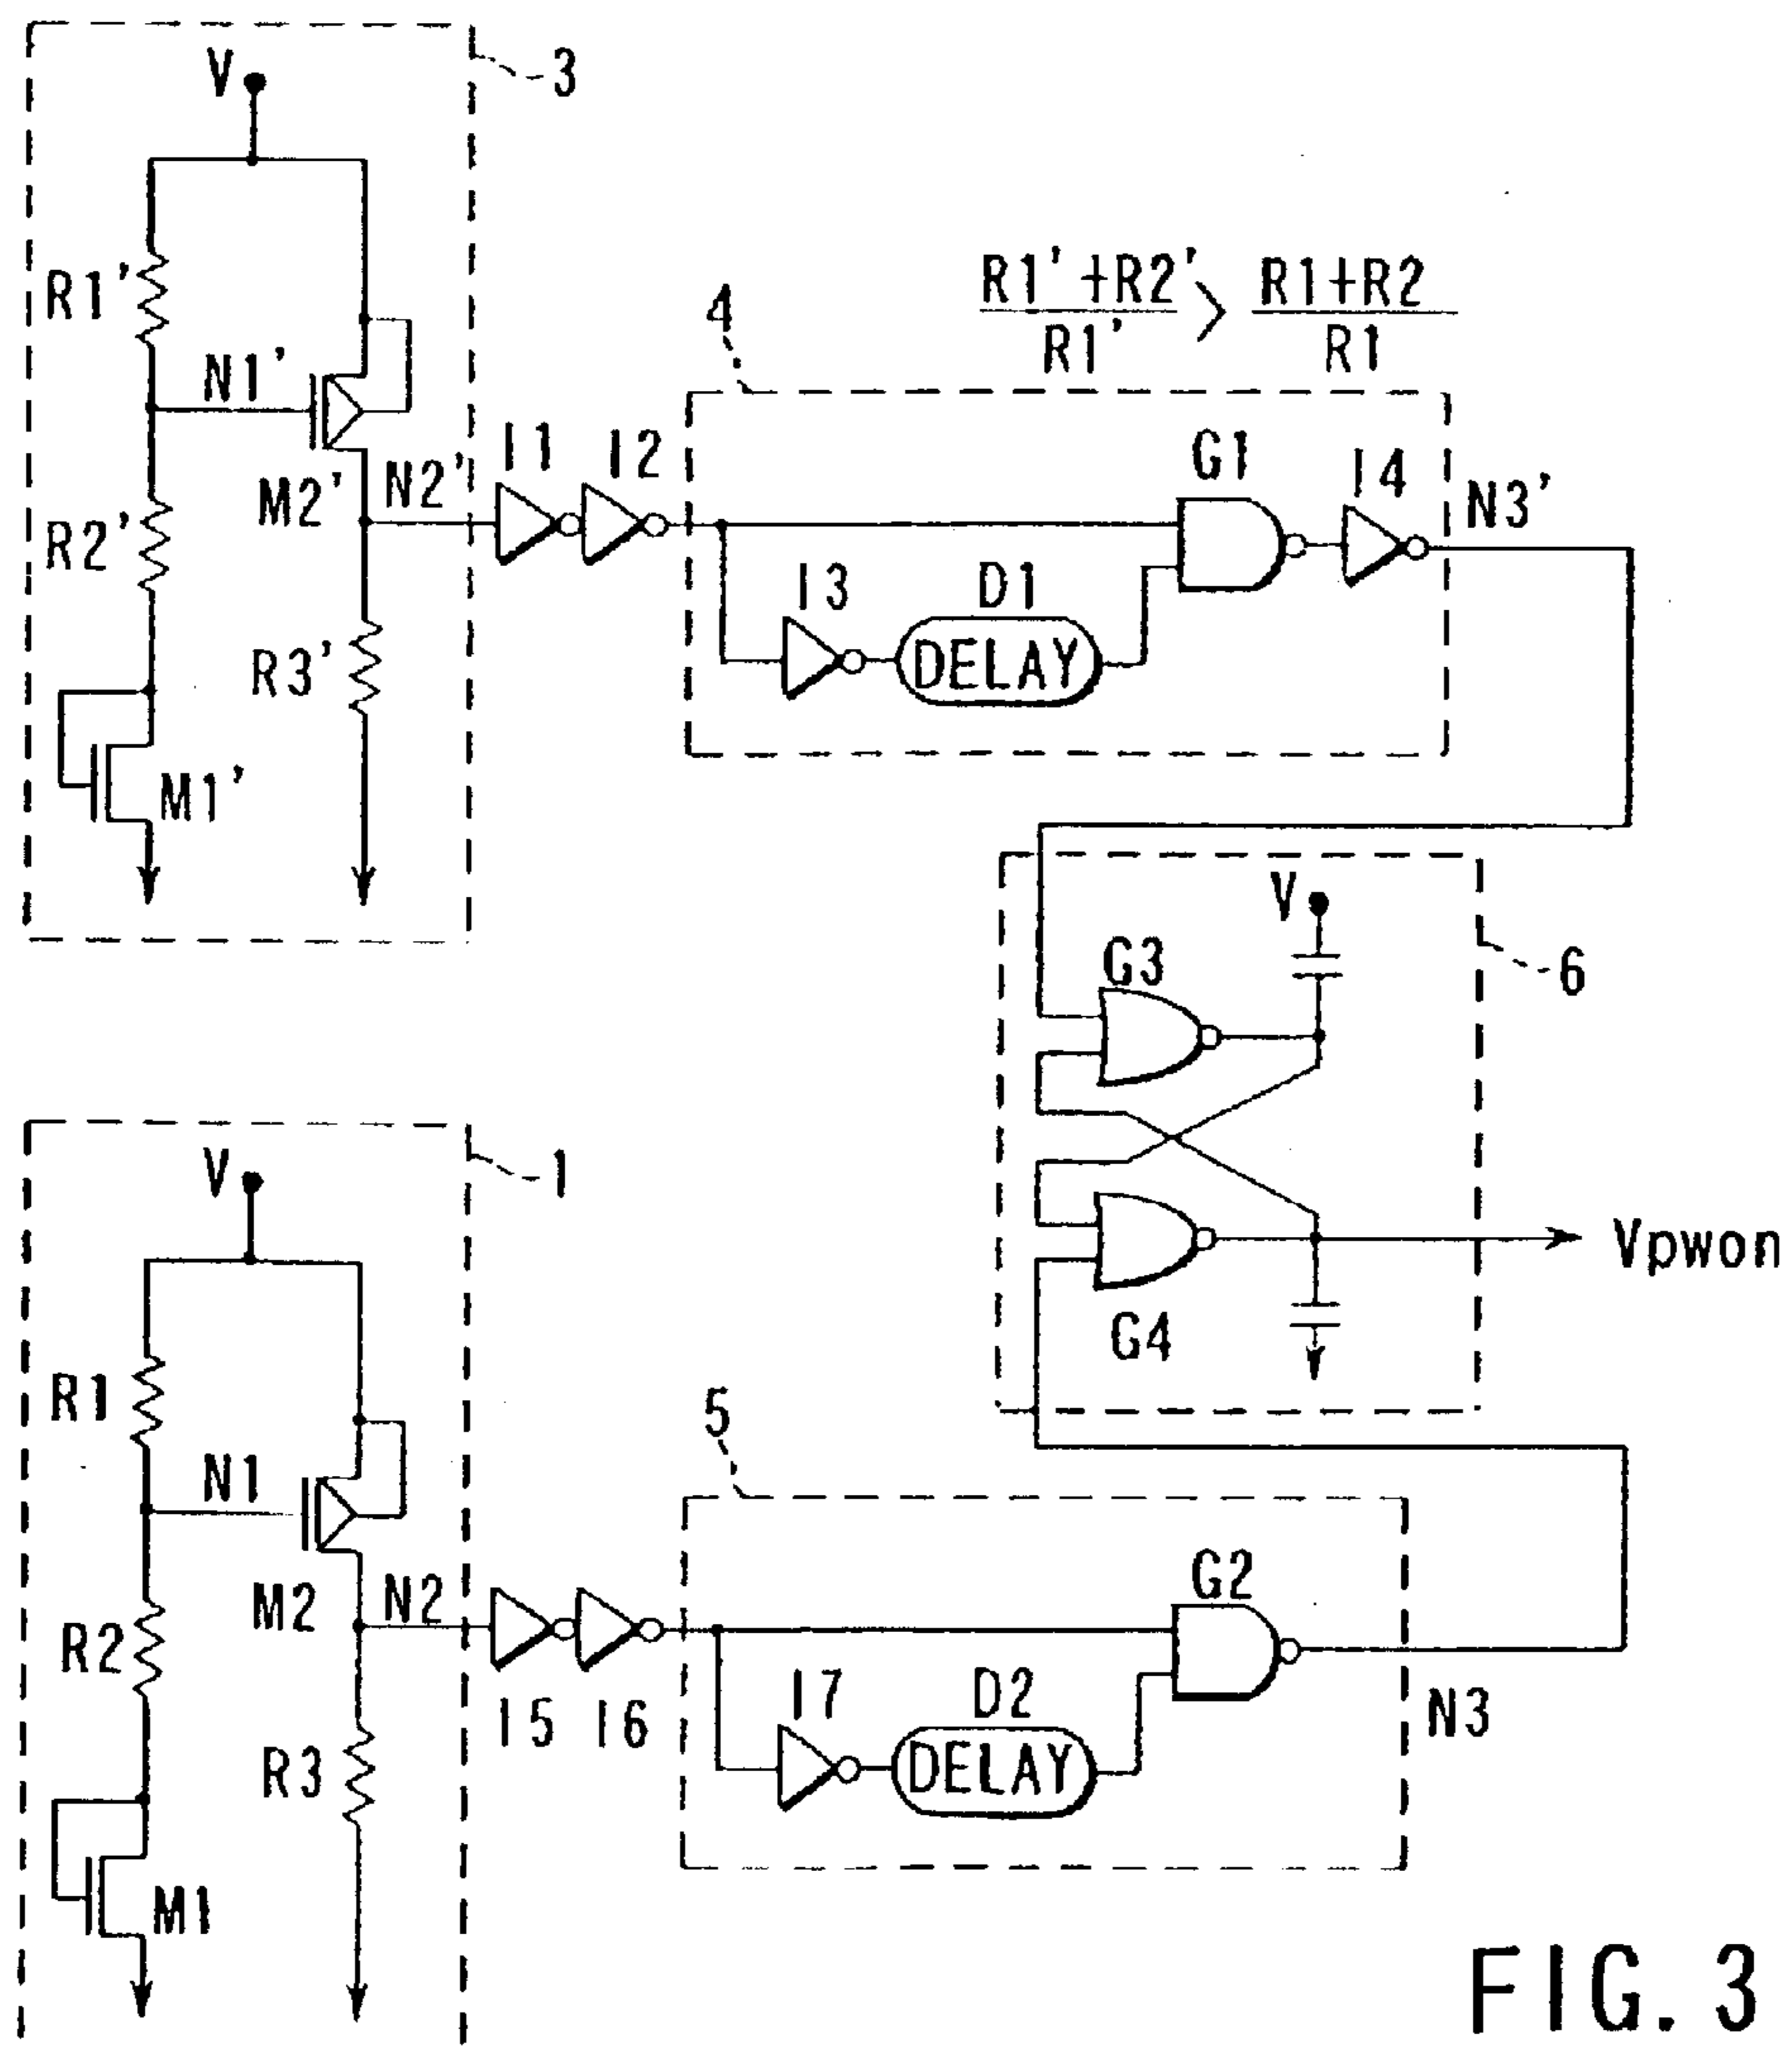 V
3
R1'
N1'
M2'
N2'
R2'
R3'
M1'
I1
I2
4
R1'+R2' > R1+R2
R1' R1
G1
I4
N3'
I3
D1
DELAY
V
G3
6
G4
Vpwon
V
1
R1
N1
M2
N2
R2
R3
M1
I5
I6
5
G2
I7
D2
DELAY
N3
FIG. 3